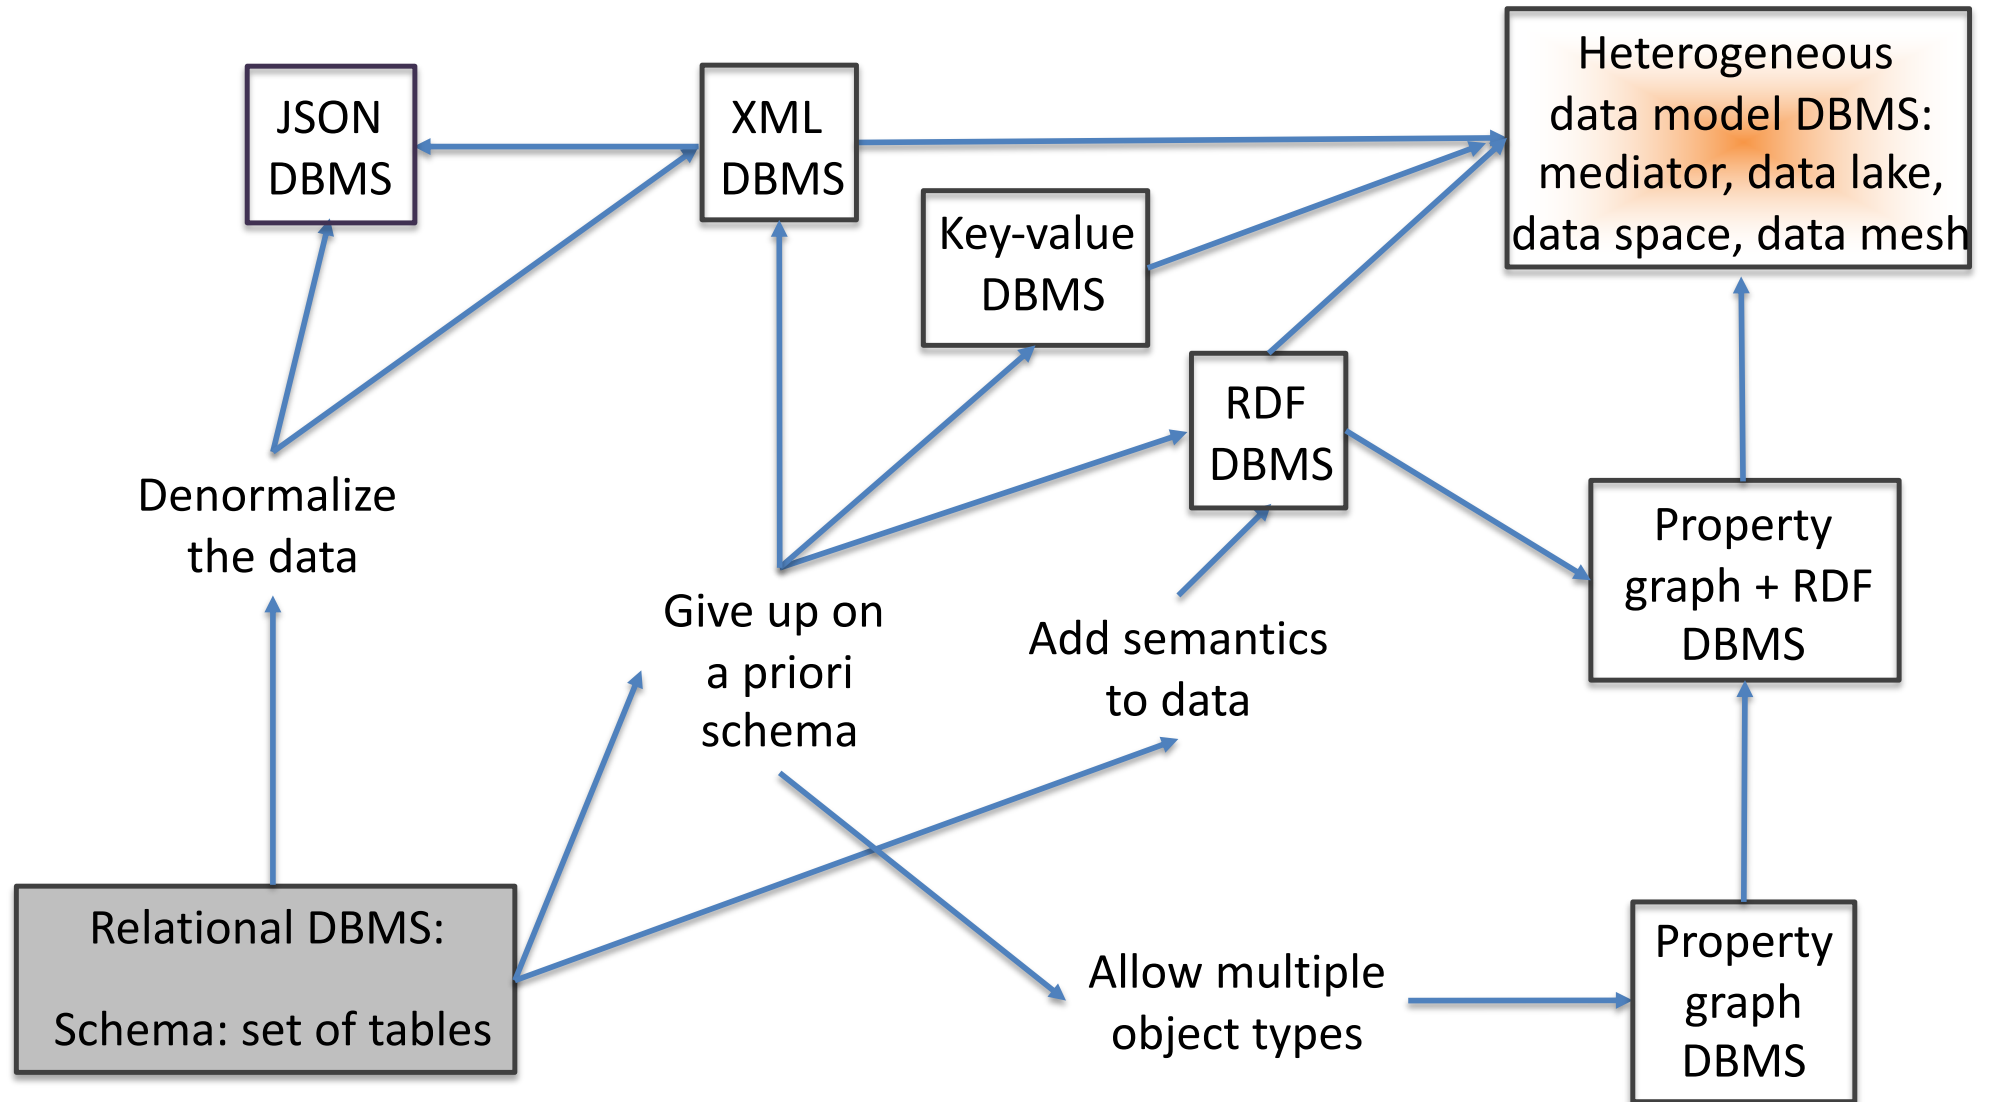 JSON
DBMS
XML
DBMS
Heterogeneous
data model DBMS:
mediator, data lake,
data space, data mesh
Key-value
DBMS
RDF
DBMS
Denormalize
the data
Give up on
a priori
schema
Add semantics
to data
Property
graph + RDF
DBMS
Relational DBMS:
Schema: set of tables
Allow multiple
object types
Property
graph
DBMS